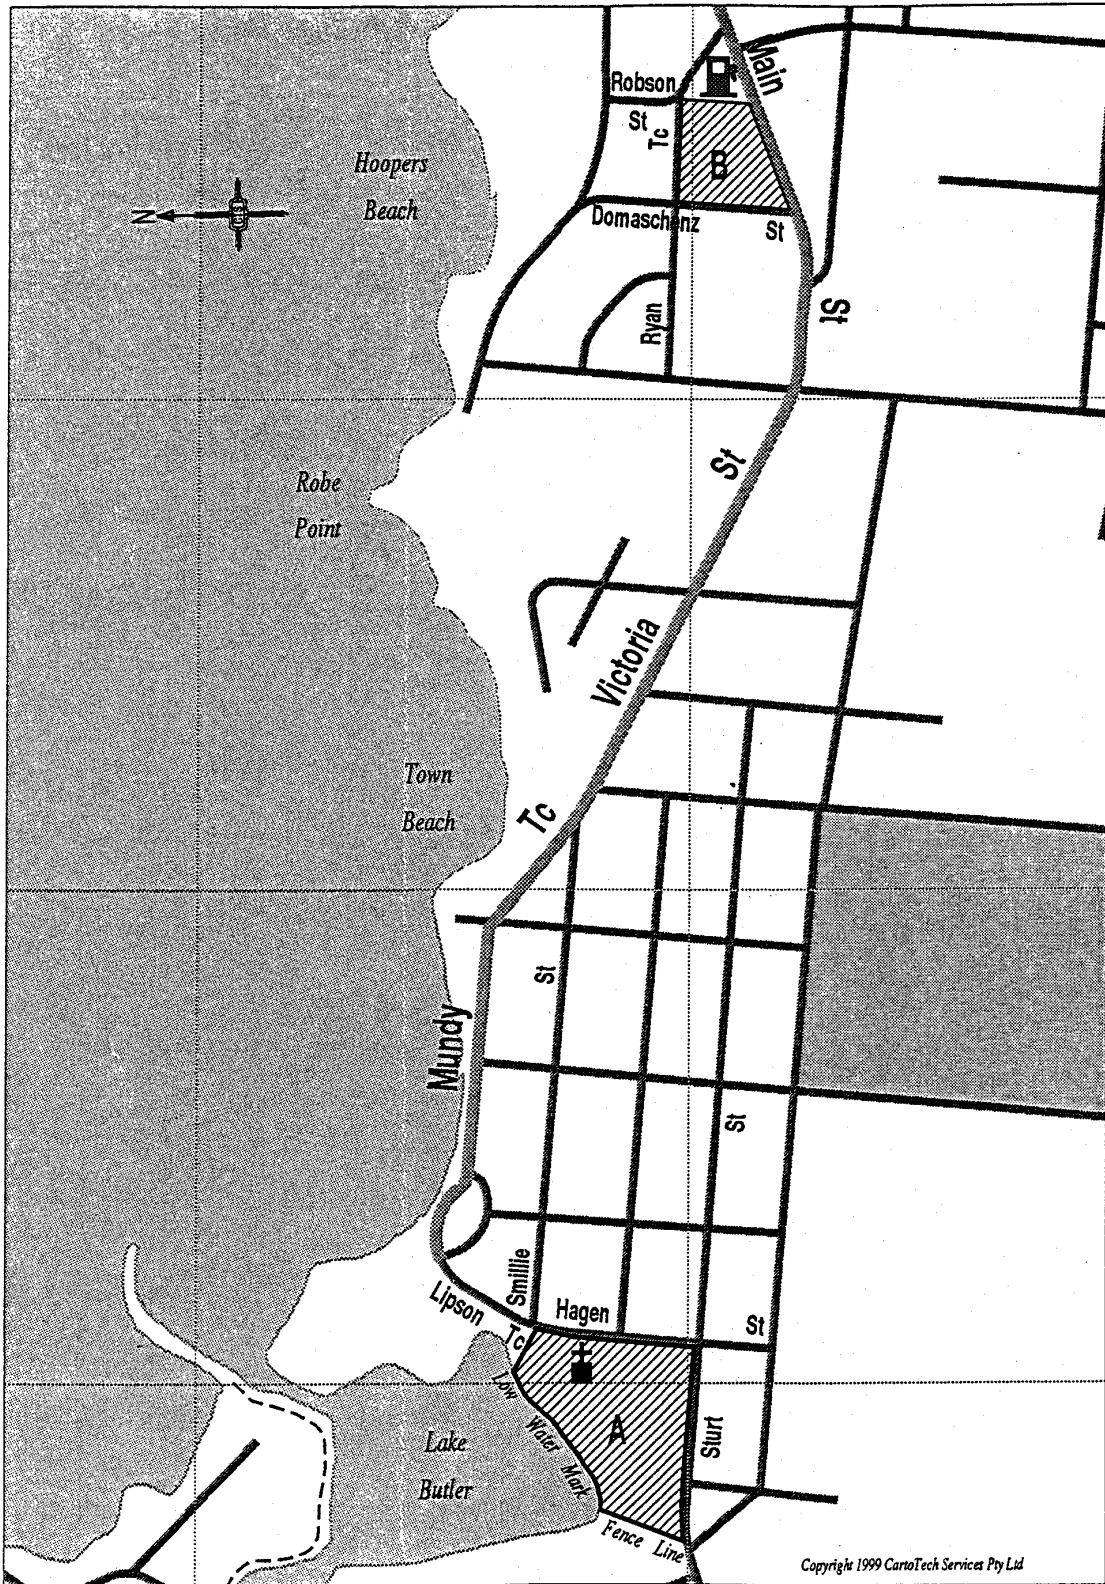 Main
Robson
St
Tc
B
Hoopers
Beach
N
Domaschenz
St
St
Ryan
St
Robe
Point
Victoria
Town
Beach
Tc
St
Mundy
St
Smillie
Hagen
Lipson
St
Tc
Low
Water
Mark
A
Sturt
Lake
Butler
Fence Line
Copyright 1999 CartoTech Services Pty Ltd